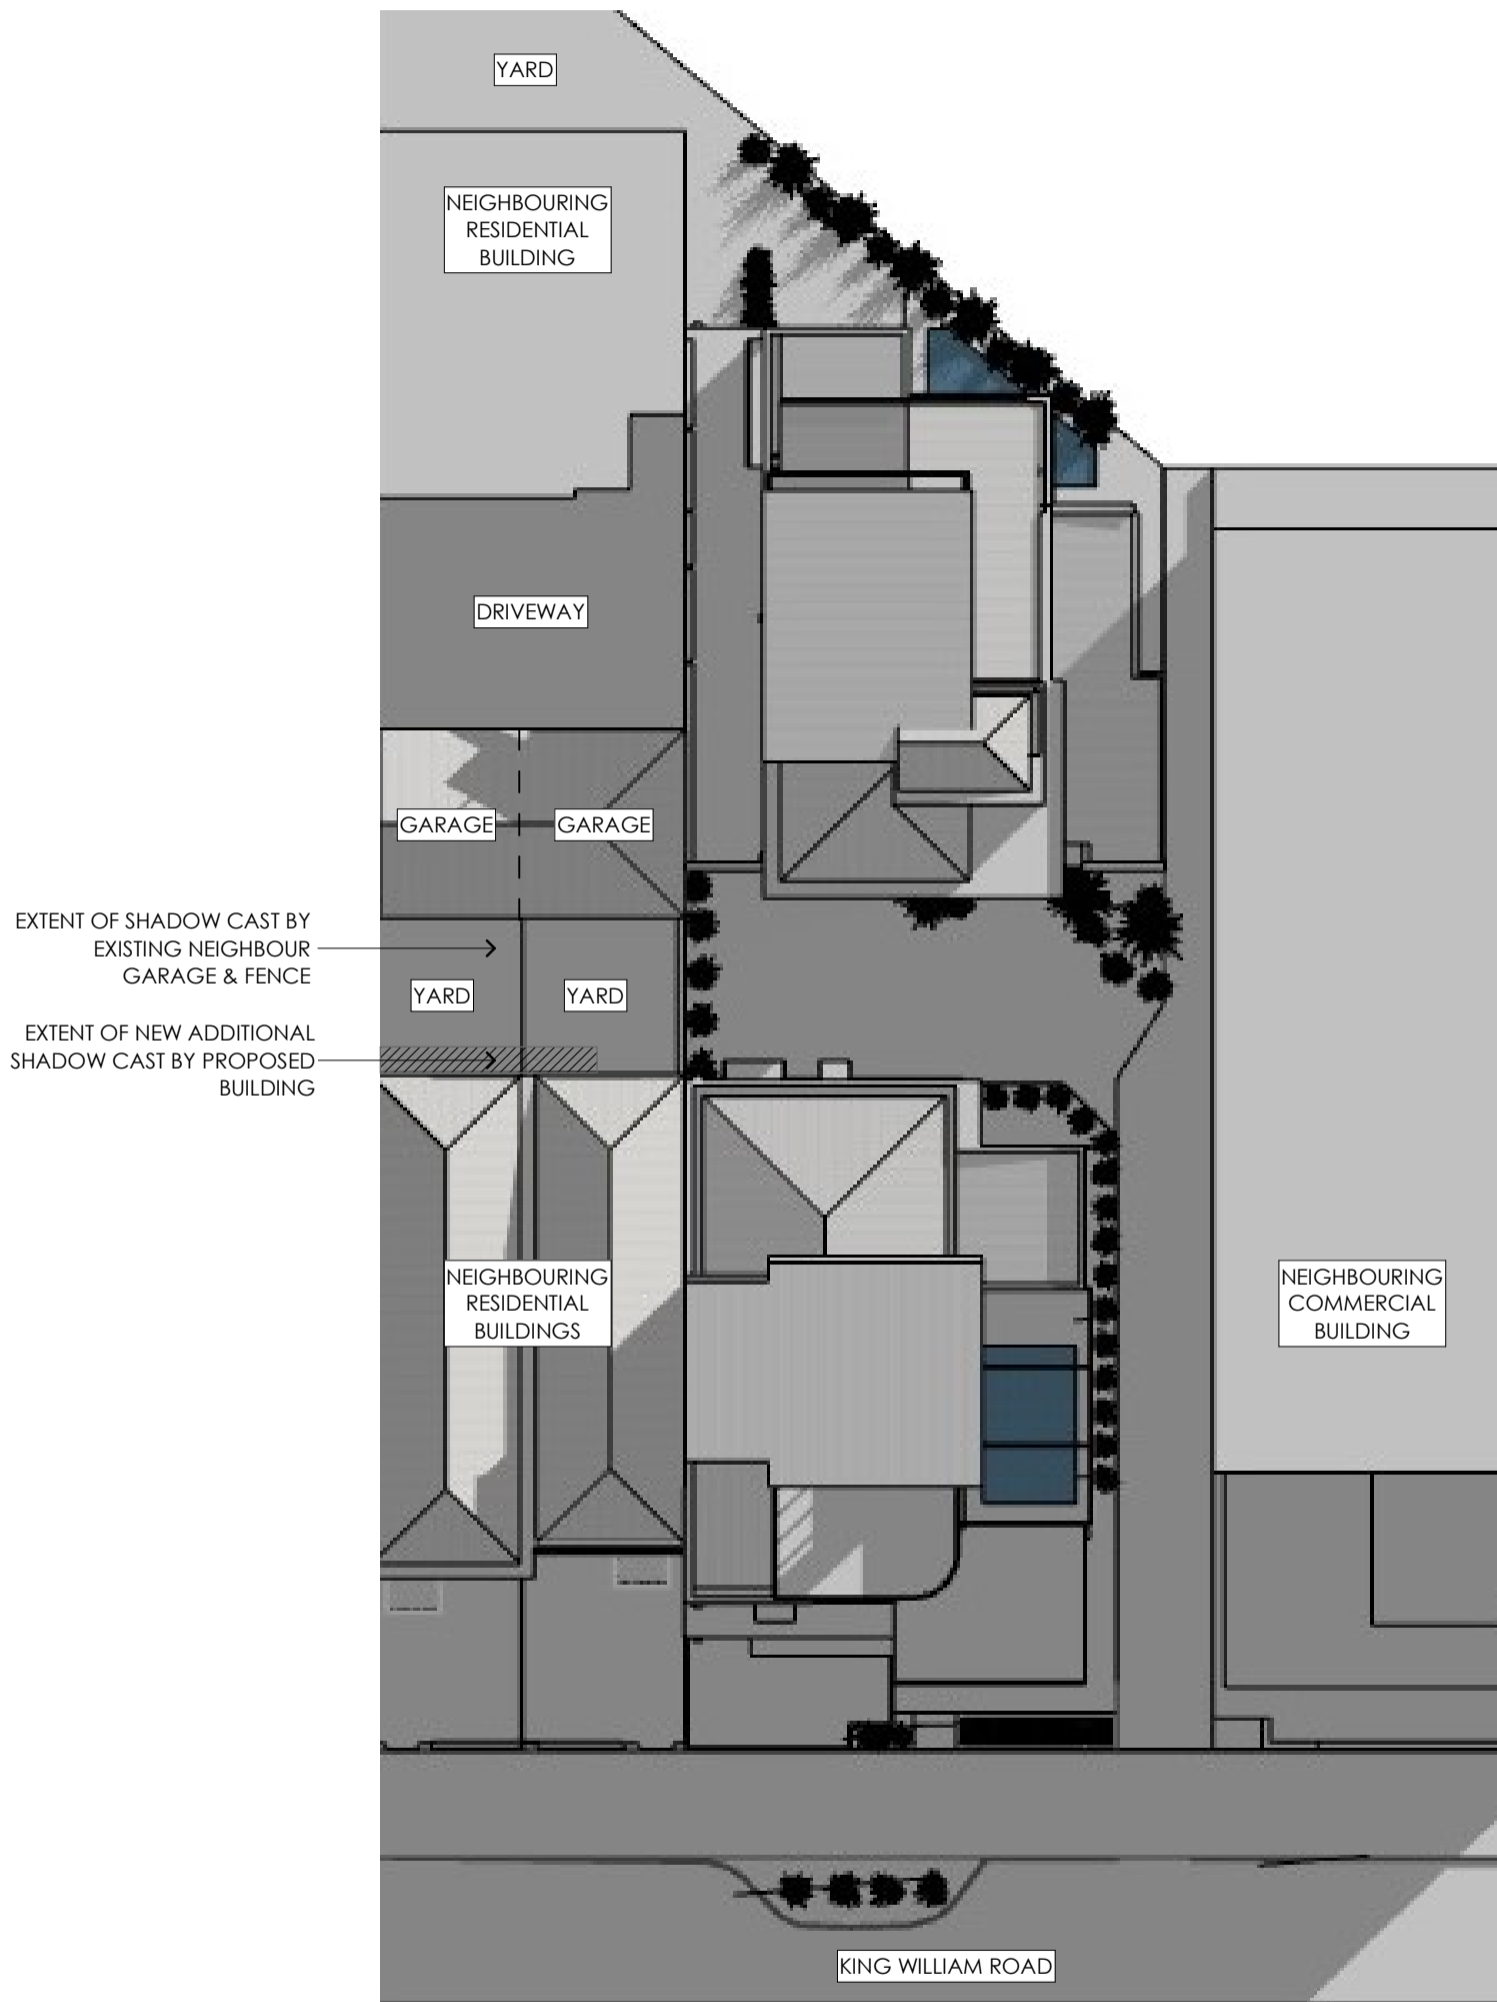 YARD
NEIGHBOURING
RESIDENTIAL
BUILDING
DRIVEWAY
GARAGE
GARAGE
EXTENT OF SHADOW CAST BY
EXISTING NEIGHBOUR
GARAGE & FENCE
YARD
YARD
EXTENT OF NEW ADDITIONAL
SHADOW CAST BY PROPOSED
BUILDING
NEIGHBOURING
RESIDENTIAL
BUILDINGS
NEIGHBOURING
COMMERCIAL
BUILDING
KING WILLIAM ROAD